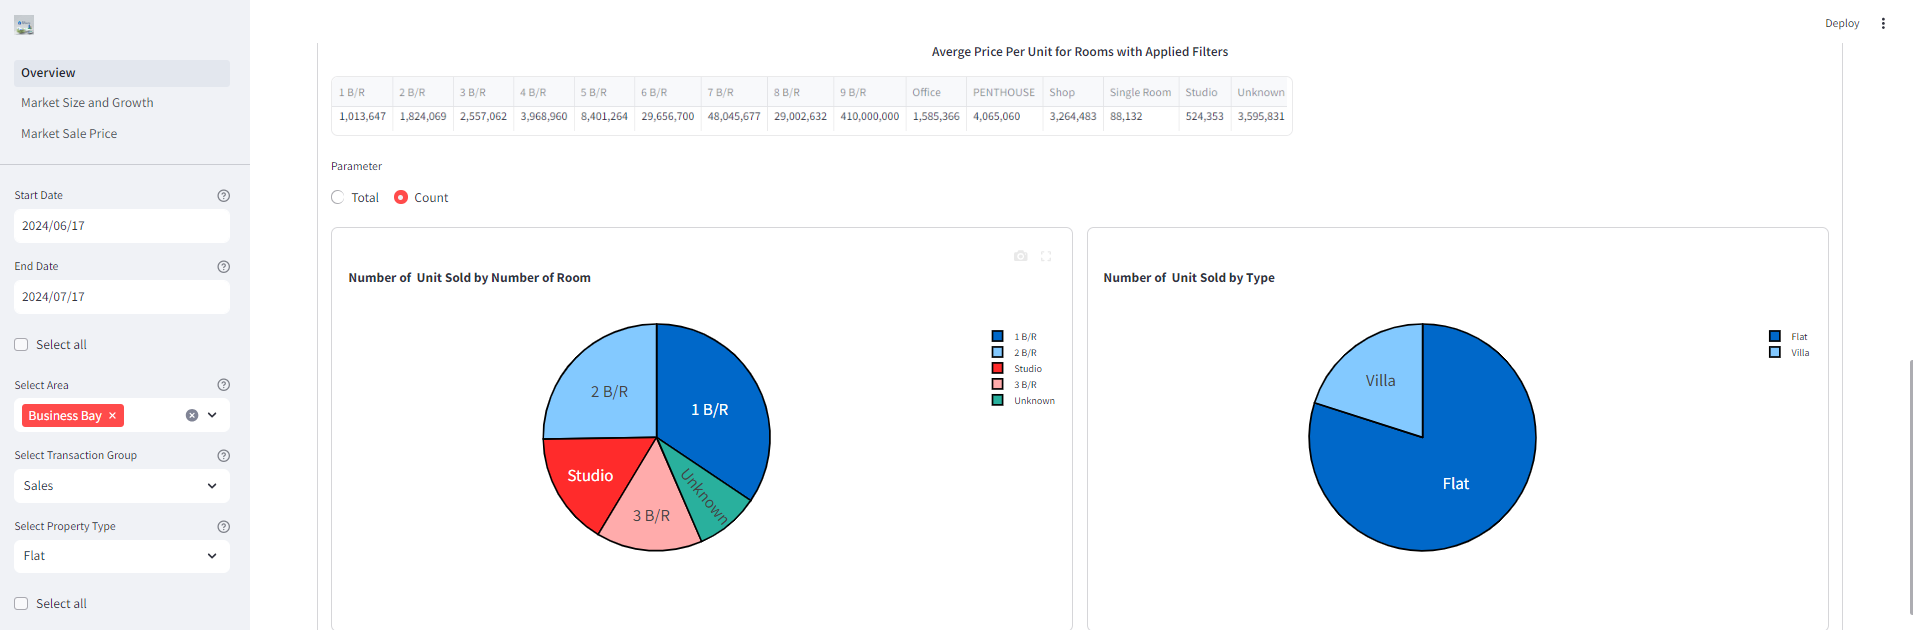 Deploy
Overview
Market Size and Growth
Market Sale Price
Start Date
2024/06/17
End Date
2024/07/17
Select all
Select Area
Business Bay ×
Select Transaction Group
Sales
Select Property Type
Flat
Select all
Averge Price Per Unit for Rooms with Applied Filters
1 B/R 2 B/R 3 B/R 4 B/R 5 B/R 6 B/R 7 B/R 8 B/R 9 B/R Office PENTHOUSE Shop Single Room Studio Unknown
1,013,647 1,824,069 2,557,062 3,968,960 8,401,264 29,656,700 48,045,677 29,002,632 410,000,000 1,585,366 4,065,060 3,264,483 88,132 524,353 3,595,831
Parameter
Total Count
Number of Unit Sold by Number of Room
2 B/R
1 B/R
Studio
3 B/R
Unknown
1 B/R
2 B/R
Studio
3 B/R
Unknown
Number of Unit Sold by Type
Villa
Flat
Flat
Villa